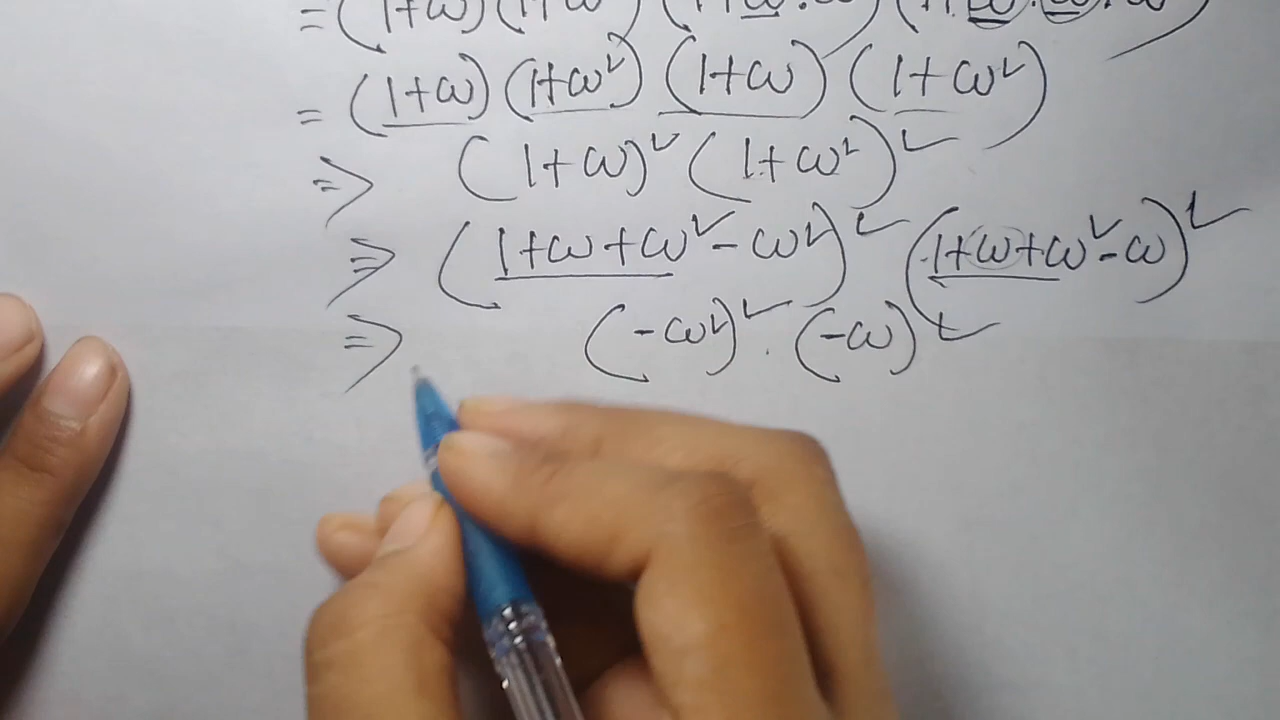 = (1+ω)(1+ω²)(1+ω)(1+ω²)
⇒ (1+ω)²(1+ω²)²
⇒ (1+ω+ω²-ω²)² (1+ω+ω²-ω)²
⇒ (-ω²)² . (-ω)²